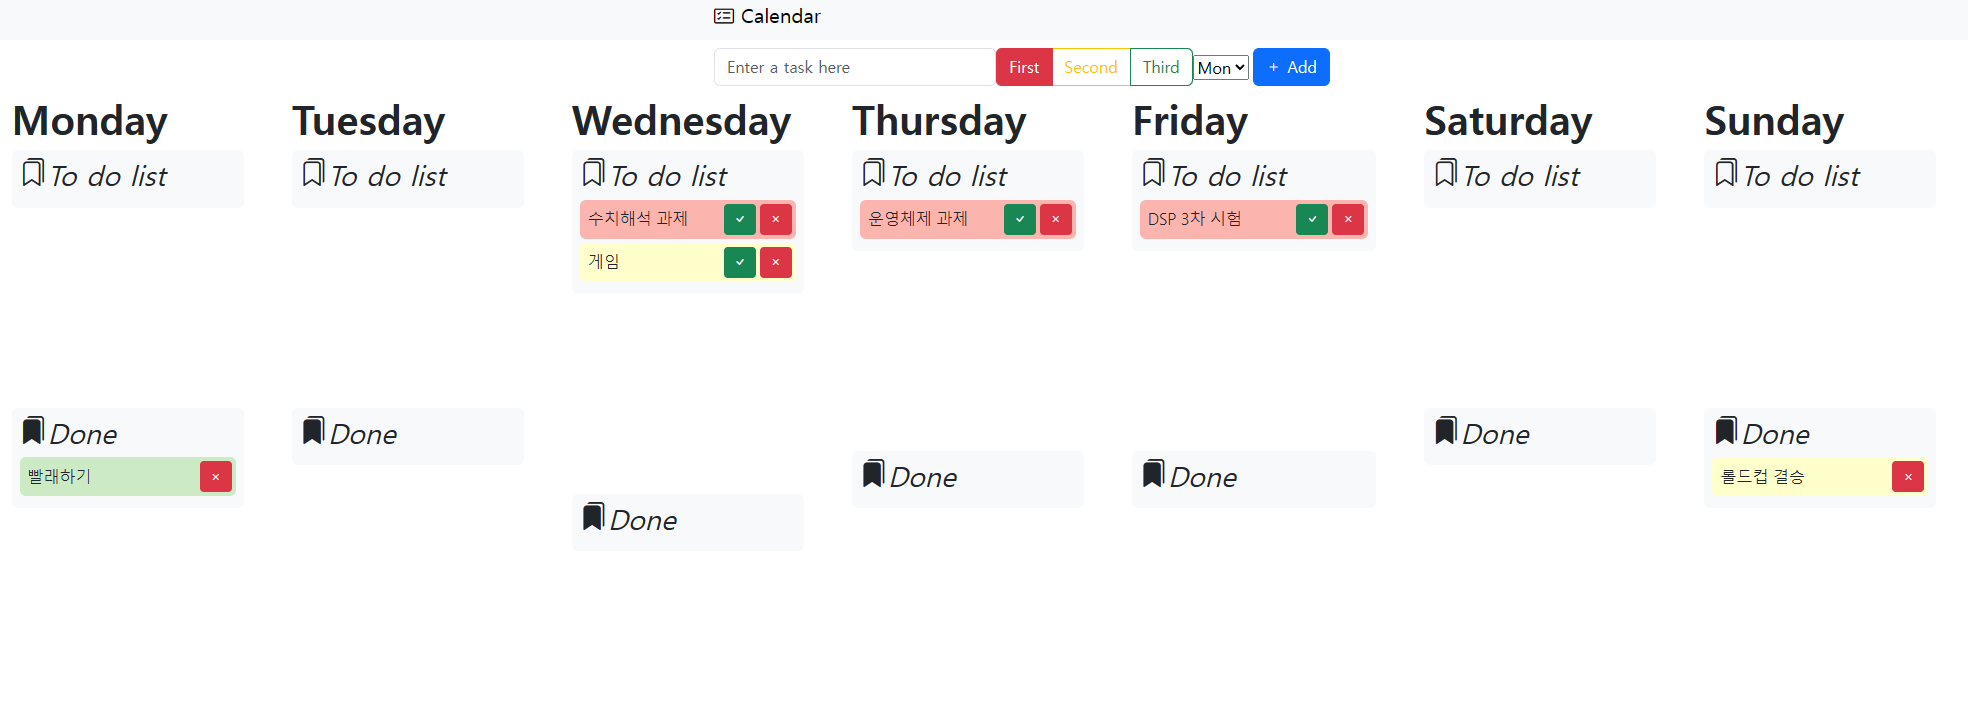 Calendar
Enter a task here First Second Third Mon + Add
Monday Tuesday Wednesday Thursday Friday Saturday Sunday
To do list To do list To do list To do list To do list To do list To do list
수치해석 과제 운영체제 과제 DSP 3차 시험
게임
Done Done Done Done
빨래하기 롤드컵 결승
Done Done
Done